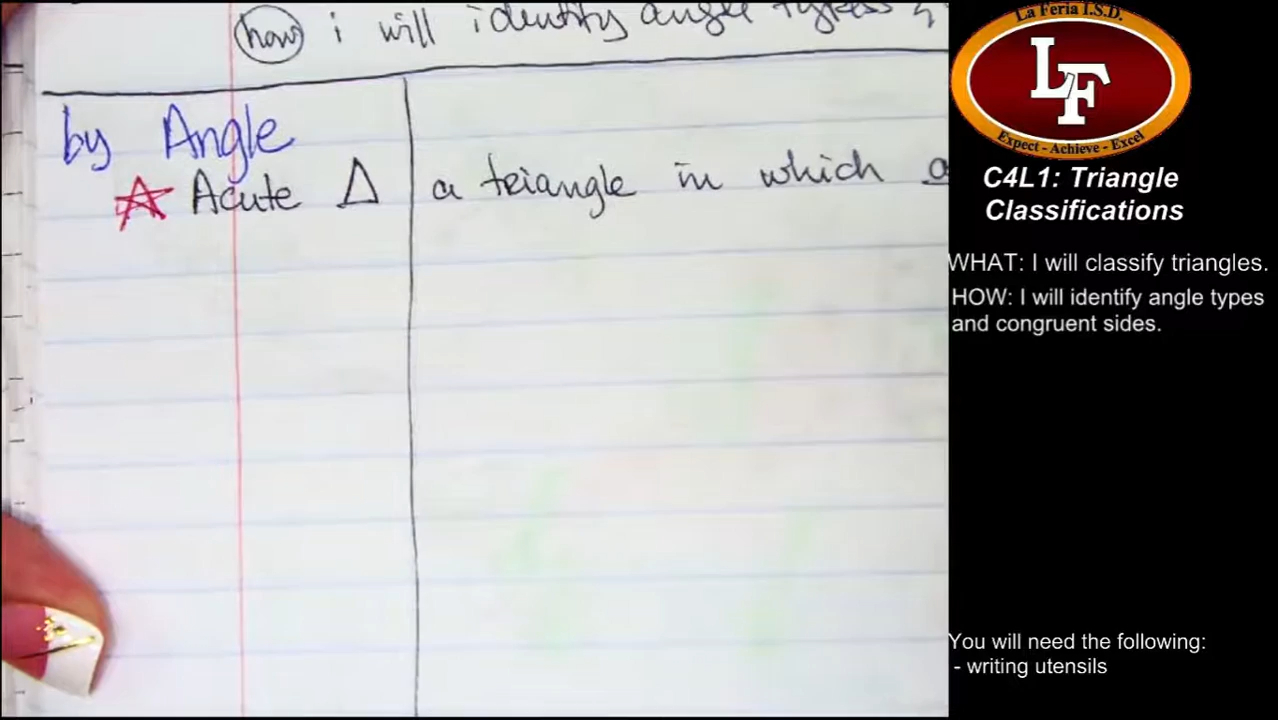 how i will identify angle types
by Angle
Acute △ a triangle in which
La Feria I.S.D.
LF
Expect - Achieve - Excel
C4L1: Triangle
Classifications
WHAT: I will classify triangles.
HOW: I will identify angle types
and congruent sides.
You will need the following:
- writing utensils